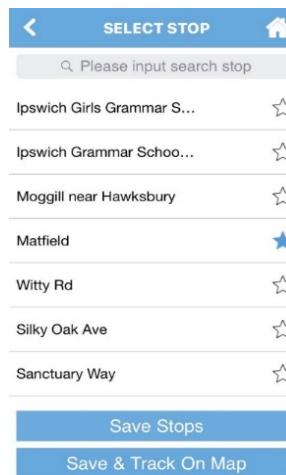 SELECT STOP
Please input search stop
Ipswich Girls Grammar S...
Ipswich Grammar Schoo...
Moggill near Hawksbury
Matfield
Witty Rd
Silky Oak Ave
Sanctuary Way
Save Stops
Save & Track On Map